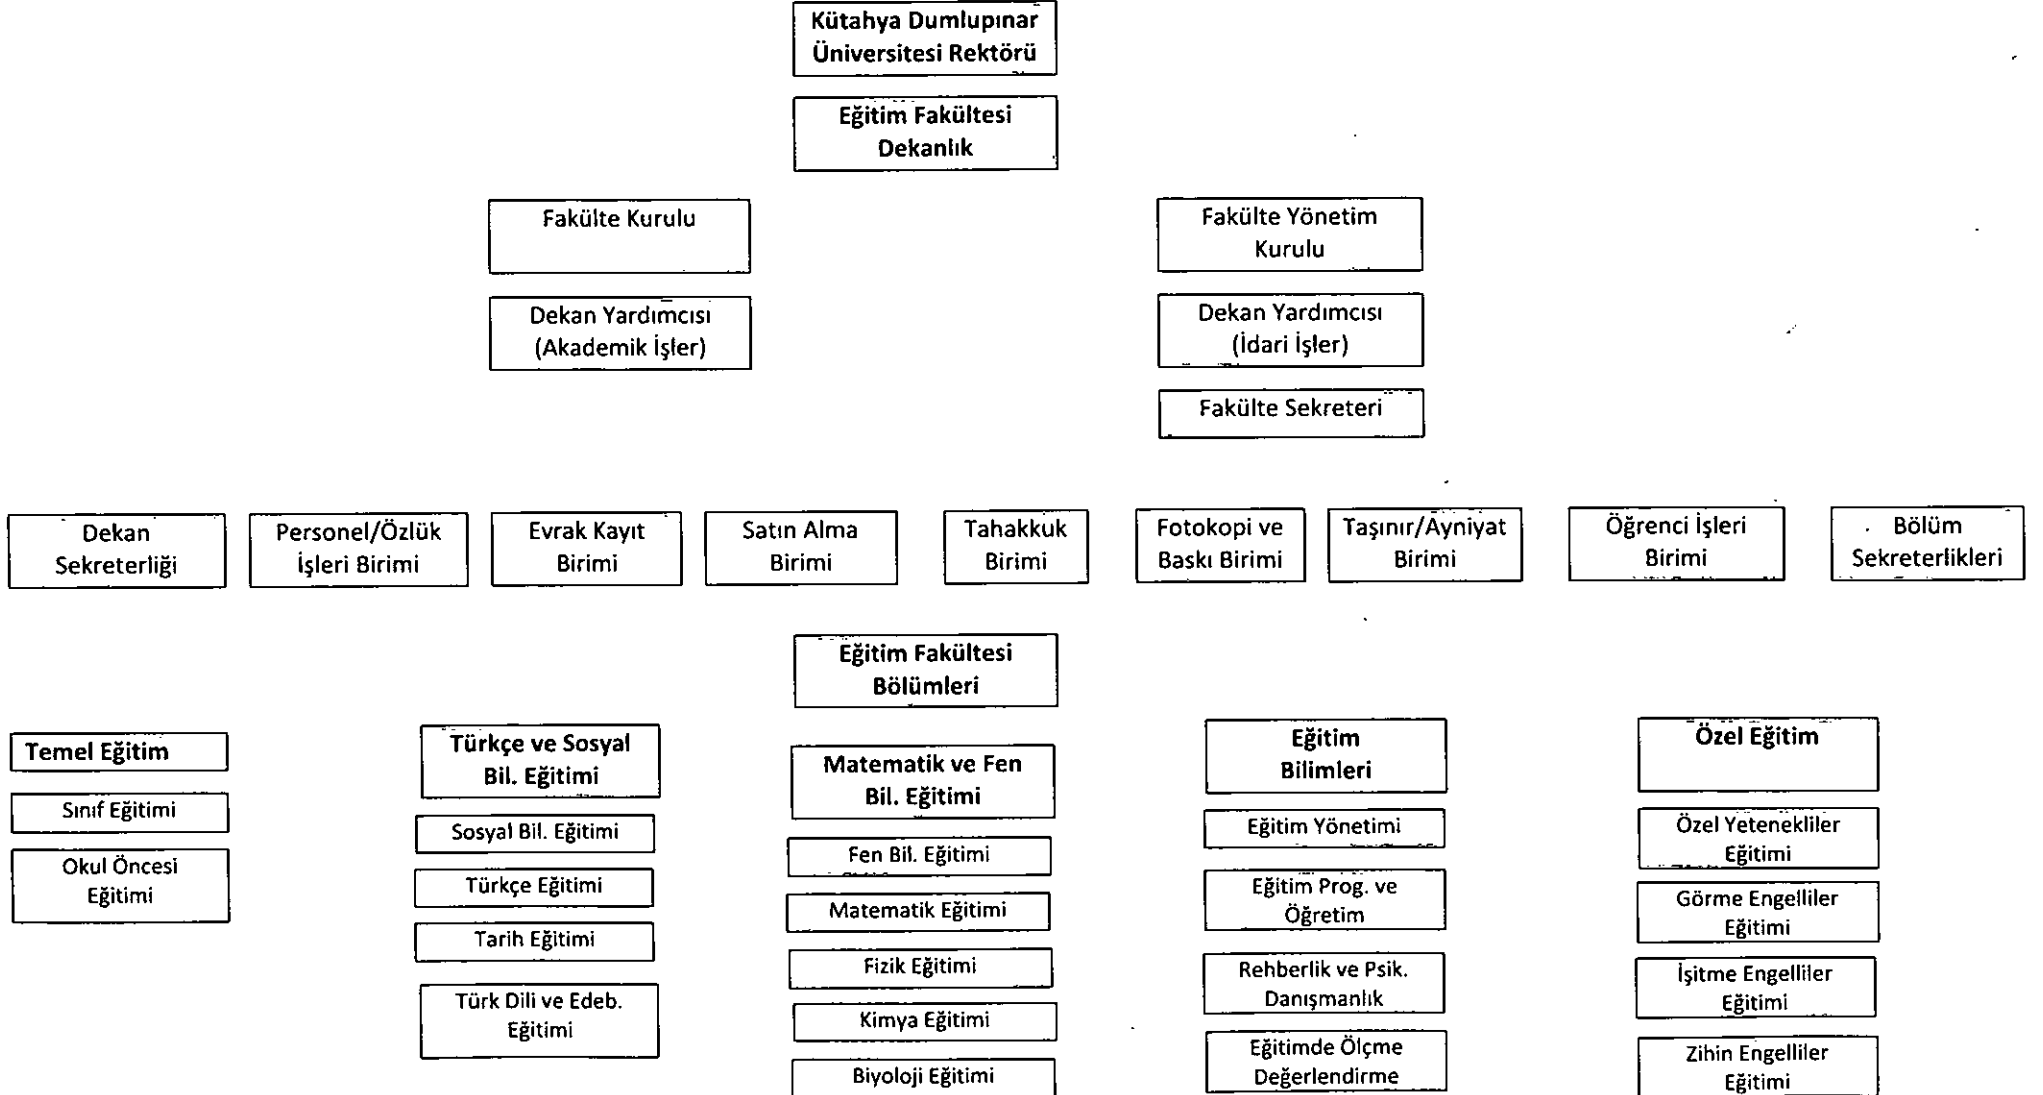 Kütahya Dumlupınar
Üniversitesi Rektörü
Eğitim Fakültesi
Dekanlık
Fakülte Kurulu
Fakülte Yönetim
Kurulu
Dekan Yardımcısı
(Akademik İşler)
Dekan Yardımcısı
(İdari İşler)
Fakülte Sekreteri
Dekan
Sekreterliği
Personel/Özlük
İşleri Birimi
Evrak Kayıt
Birimi
Satın Alma
Birimi
Tahakkuk
Birimi
Fotokopi ve
Baskı Birimi
Taşınır/Ayniyat
Birimi
Öğrenci İşleri
Birimi
Bölüm
Sekreterlikleri
Eğitim Fakültesi
Bölümleri
Temel Eğitim
Sınıf Eğitimi
Okul Öncesi
Eğitimi
Türkçe ve Sosyal
Bil. Eğitimi
Sosyal Bil. Eğitimi
Türkçe Eğitimi
Tarih Eğitimi
Türk Dili ve Edeb.
Eğitimi
Matematik ve Fen
Bil. Eğitimi
Fen Bil. Eğitimi
Matematik Eğitimi
Fizik Eğitimi
Kimya Eğitimi
Biyoloji Eğitimi
Eğitim
Bilimleri
Eğitim Yönetimi
Eğitim Prog. ve
Öğretim
Rehberlik ve Psik.
Danışmanlık
Eğitimde Ölçme
Değerlendirme
Özel Eğitim
Özel Yetenekliler
Eğitimi
Görme Engelliler
Eğitimi
İşitme Engelliler
Eğitimi
Zihin Engelliler
Eğitimi